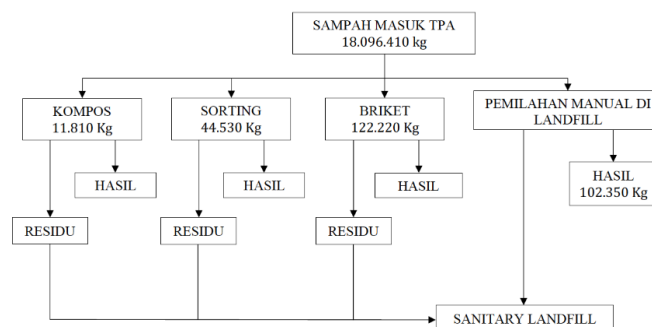 SAMPAH MASUK TPA
18.096.410 kg
KOMPOS
11.810 Kg
SORTING
44.530 Kg
BRIKET
122.220 Kg
PEMILAHAN MANUAL DI
LANDFILL
HASIL
HASIL
HASIL
HASIL
102.350 Kg
RESIDU
RESIDU
RESIDU
SANITARY LANDFILL